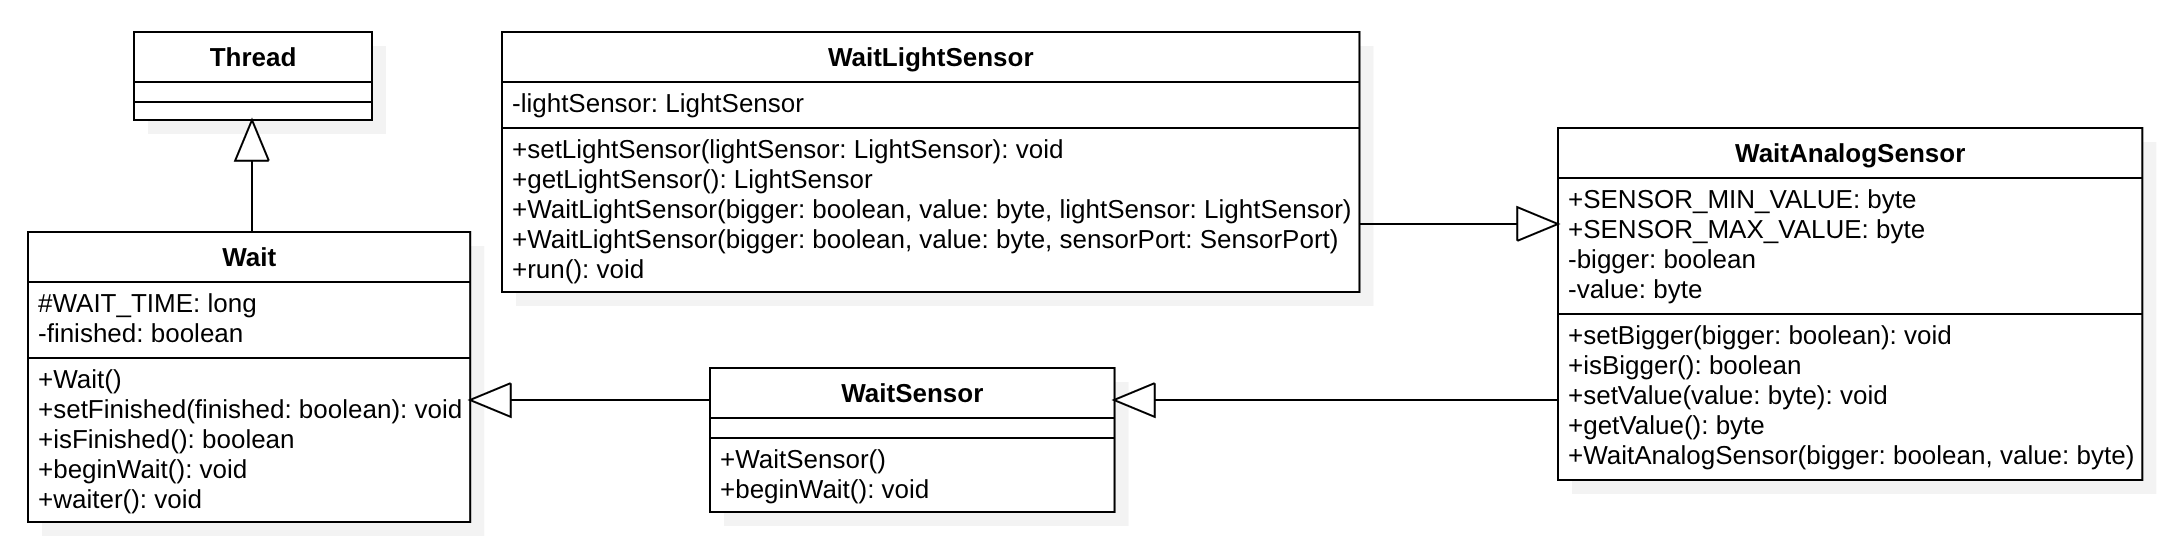 Thread
Wait
#WAIT_TIME: long
-finished: boolean
+Wait()
+setFinished(finished: boolean): void
+isFinished(): boolean
+beginWait(): void
+waiter(): void
WaitLightSensor
-lightSensor: LightSensor
+setLightSensor(lightSensor: LightSensor): void
+getLightSensor(): LightSensor
+WaitLightSensor(bigger: boolean, value: byte, lightSensor: LightSensor)
+WaitLightSensor(bigger: boolean, value: byte, sensorPort: SensorPort)
+run(): void
WaitSensor
+WaitSensor()
+beginWait(): void
WaitAnalogSensor
+SENSOR_MIN_VALUE: byte
+SENSOR_MAX_VALUE: byte
-bigger: boolean
-value: byte
+setBigger(bigger: boolean): void
+isBigger(): boolean
+setValue(value: byte): void
+getValue(): byte
+WaitAnalogSensor(bigger: boolean, value: byte)